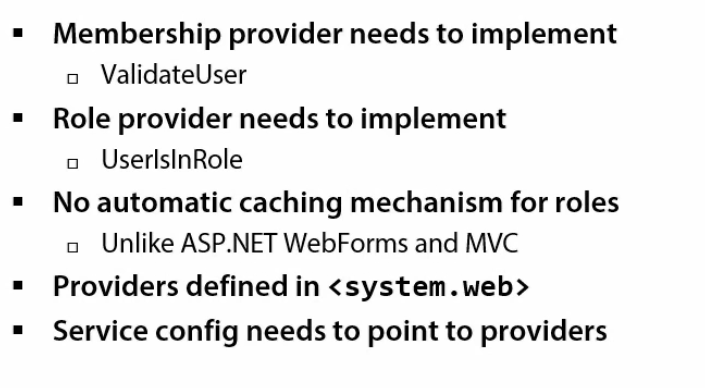 Membership provider needs to implement
ValidateUser
Role provider needs to implement
UserIsInRole
No automatic caching mechanism for roles
Unlike ASP.NET WebForms and MVC
Providers defined in <system.web>
Service config needs to point to providers